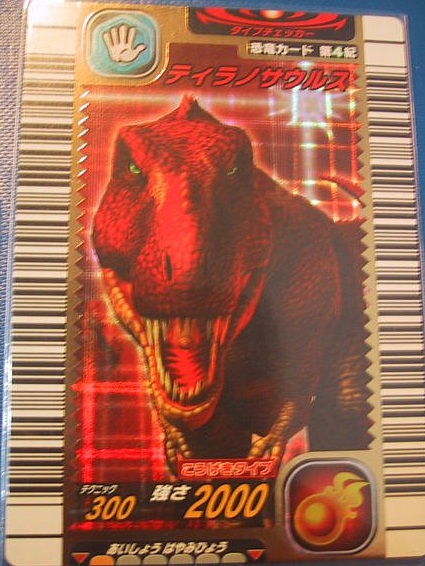 タイプチェッカー
恐竜カード 第4紀
ティラノサウルス
こうげきタイプ
テクニック
300
強さ 2000
あいしょう はやみひょう